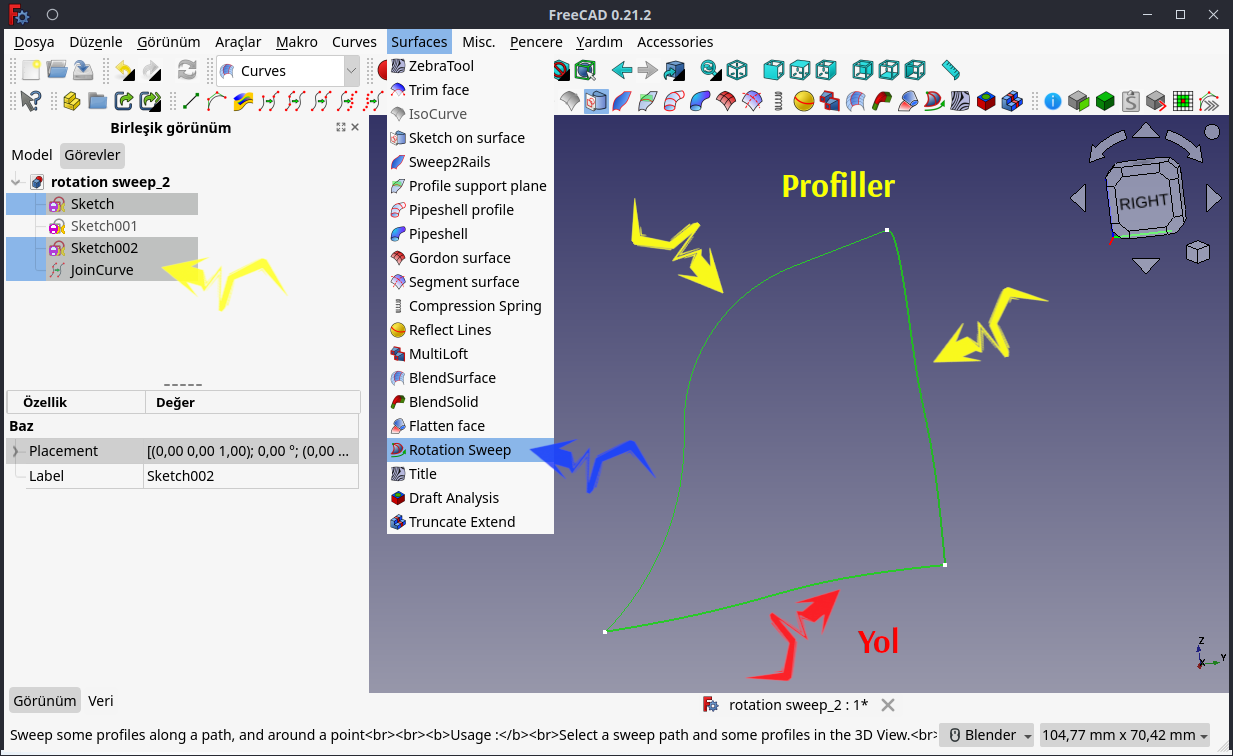 FreeCAD 0.21.2
Dosya Düzenle Görünüm Araçlar Makro Curves Surfaces Misc. Pencere Yardım Accessories
Curves
Birleşik görünüm
Model Görevler
rotation sweep_2
Sketch
Sketch001
Sketch002
JoinCurve
Özellik Değer
Baz
Placement [(0,00 0,00 1,00); 0,00 °; (0,00 ...
Label Sketch002
Görünüm Veri
ZebraTool
Trim face
IsoCurve
Sketch on surface
Sweep2Rails
Profile support plane
Pipeshell profile
Pipeshell
Gordon surface
Segment surface
Compression Spring
Reflect Lines
MultiLoft
BlendSurface
BlendSolid
Flatten face
Rotation Sweep
Title
Draft Analysis
Truncate Extend
Profiller
RIGHT
Yol
Z
Y
X
rotation sweep_2 : 1*
Sweep some profiles along a path, and around a point<br><br><b>Usage :</b><br>Select a sweep path and some profiles in the 3D View.<br> Blender 104,77 mm x 70,42 mm